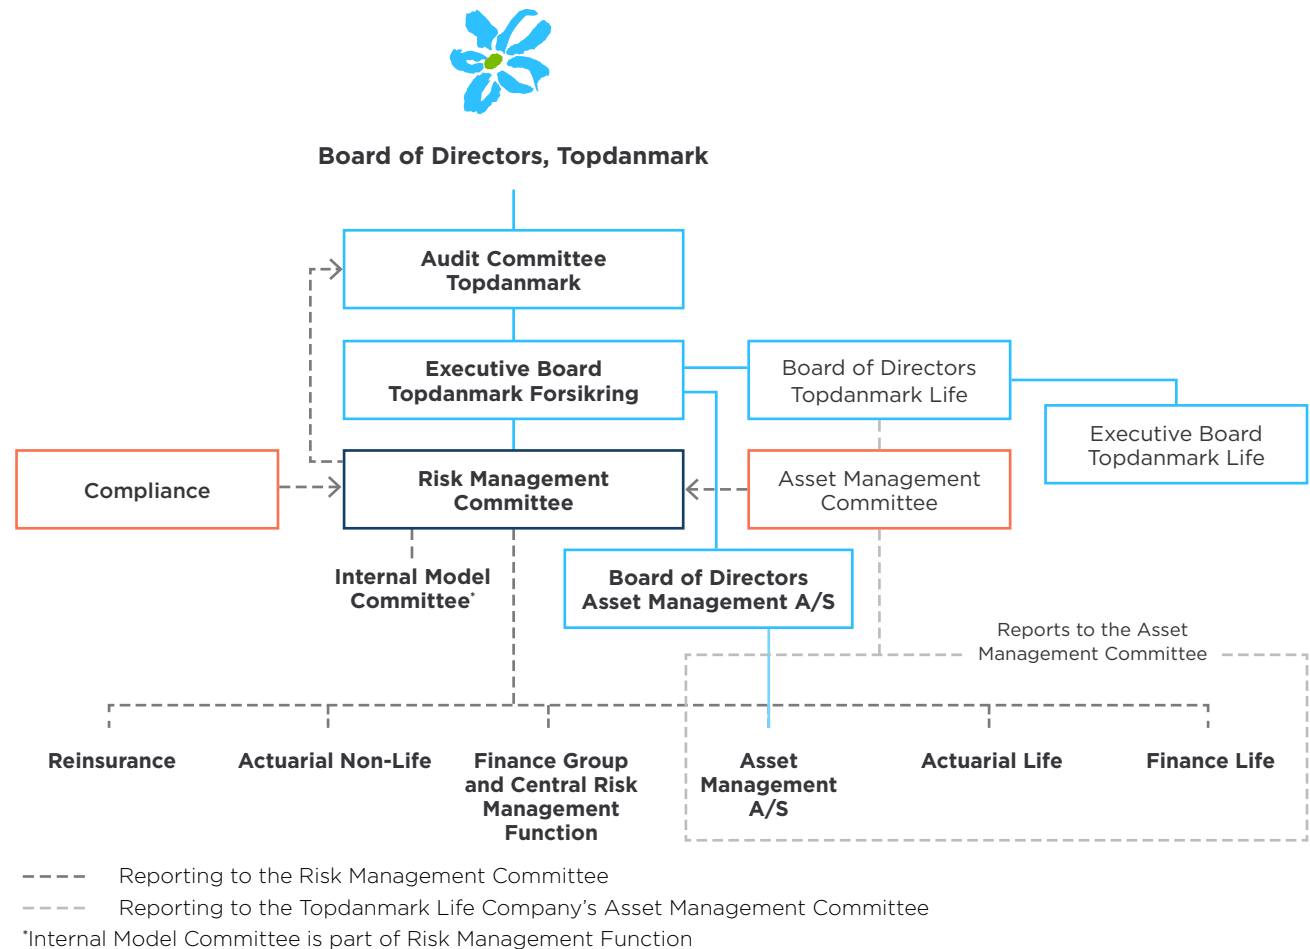 Board of Directors, Topdanmark
Audit Committee
Topdanmark
Executive Board
Topdanmark Forsikring
Board of Directors
Topdanmark Life
Executive Board
Topdanmark Life
Compliance
Risk Management
Committee
Asset Management
Committee
Internal Model
Committee*
Board of Directors
Asset Management A/S
Reports to the Asset
Management Committee
Reinsurance
Actuarial Non-Life
Finance Group
and Central Risk
Management
Function
Asset
Management
A/S
Actuarial Life
Finance Life
Reporting to the Risk Management Committee
Reporting to the Topdanmark Life Company’s Asset Management Committee
*Internal Model Committee is part of Risk Management Function